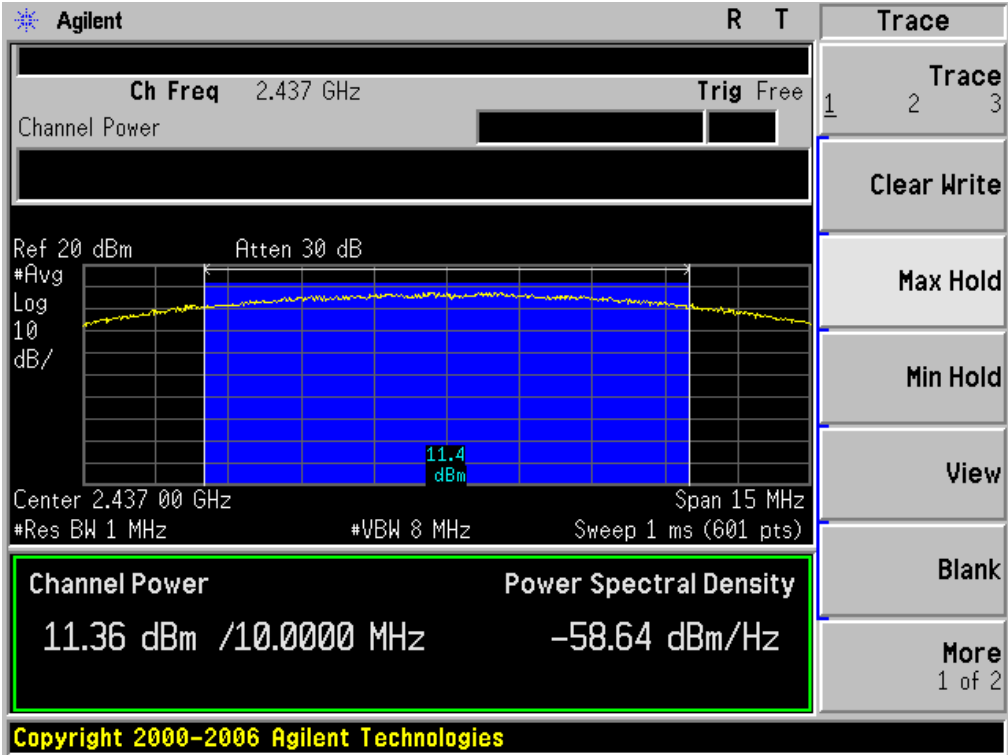 Agilent
R T
Trace
Ch Freq 2.437 GHz
Trig Free
Channel Power
Trace
1 2 3
Clear Write
Max Hold
Min Hold
View
Blank
More
1 of 2
Ref 20 dBm
Atten 30 dB
#Avg
Log
10
dB/
11.4
dBm
Center 2.437 00 GHz
Span 15 MHz
#Res BW 1 MHz
#VBW 8 MHz
Sweep 1 ms (601 pts)
Channel Power
Power Spectral Density
11.36 dBm /10.0000 MHz
-58.64 dBm/Hz
Copyright 2000-2006 Agilent Technologies